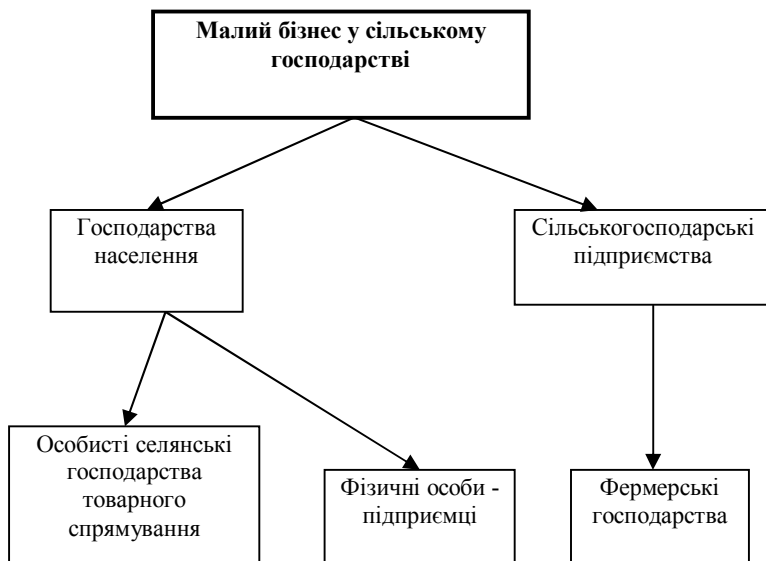 Малий бізнес у сільському
господарстві
Господарства
населення
Сільськогосподарські
підприємства
Особисті селянські
господарства
товарного
спрямування
Фізичні особи -
підприємці
Фермерські
господарства